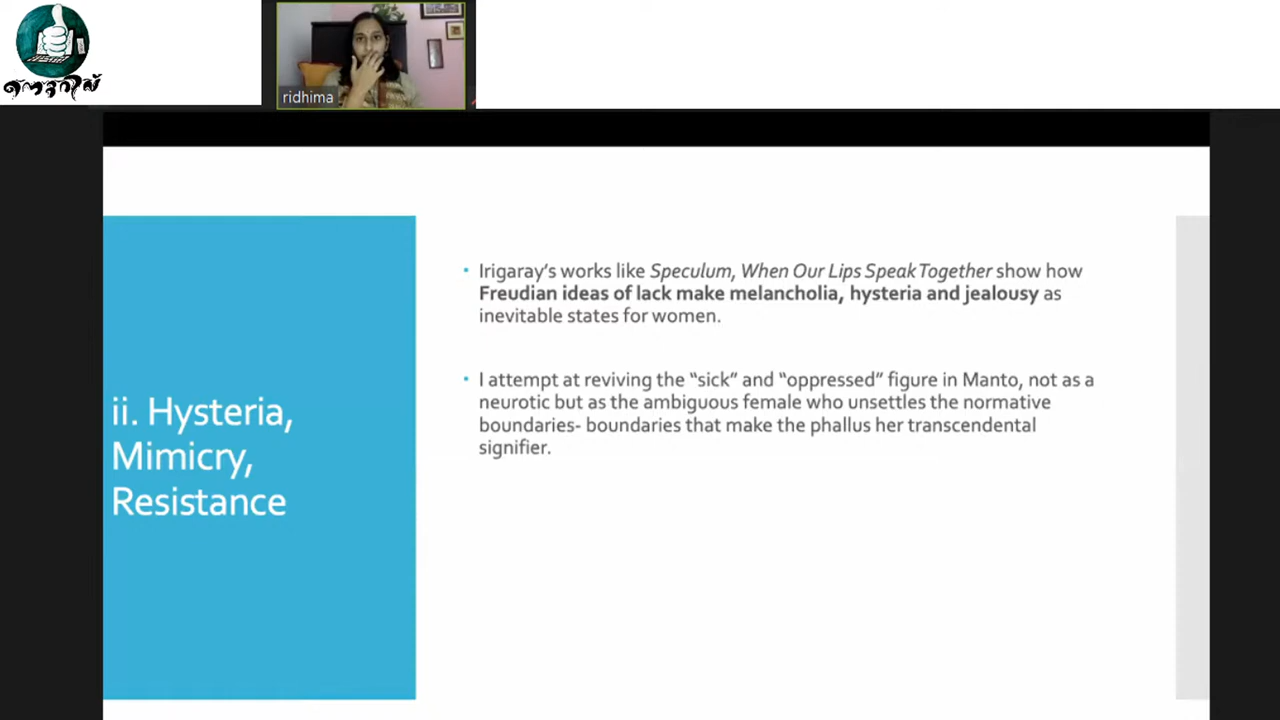 ridhima
ii. Hysteria,
Mimicry,
Resistance
• Irigaray’s works like Speculum, When Our Lips Speak Together show how
Freudian ideas of lack make melancholia, hysteria and jealousy as
inevitable states for women.
• I attempt at reviving the “sick” and “oppressed” figure in Manto, not as a
neurotic but as the ambiguous female who unsettles the normative
boundaries- boundaries that make the phallus her transcendental
signifier.